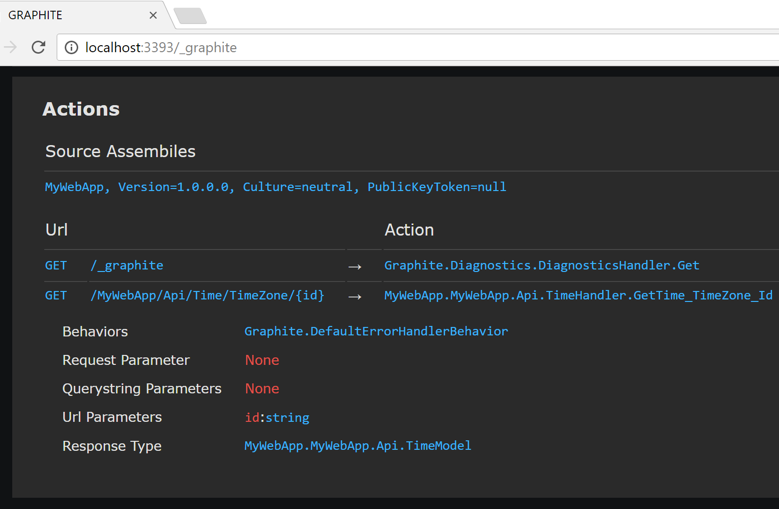 GRAPHITE
localhost:3393/_graphite
Actions
Source Assembiles
MyWebApp, Version=1.0.0.0, Culture=neutral, PublicKeyToken=null
Url Action
GET /_graphite → Graphite.Diagnostics.DiagnosticsHandler.Get
GET /MyWebApp/Api/Time/TimeZone/{id} → MyWebApp.MyWebApp.Api.TimeHandler.GetTime_TimeZone_Id
Behaviors Graphite.DefaultErrorHandlerBehavior
Request Parameter None
Querystring Parameters None
Url Parameters id:string
Response Type MyWebApp.MyWebApp.Api.TimeModel